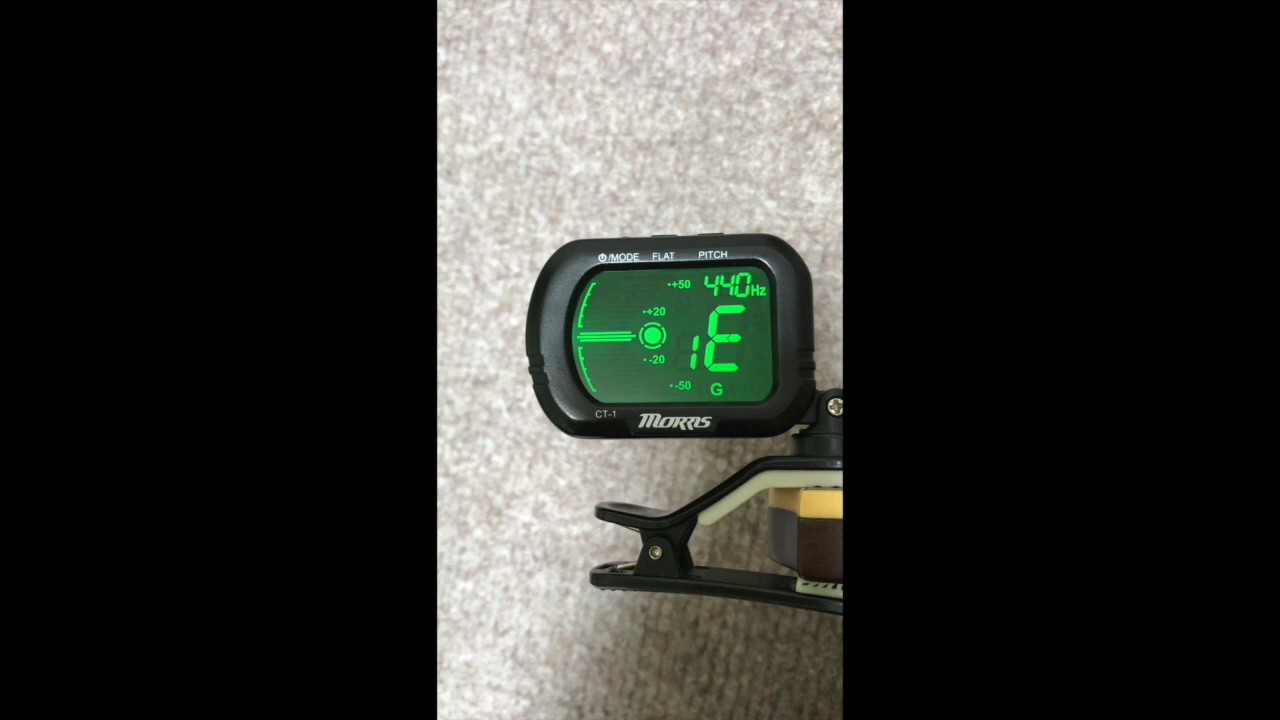 ⏻/MODE FLAT PITCH
+50 440Hz
+20
1E
-20
-50 G
CT-1 MORRIS